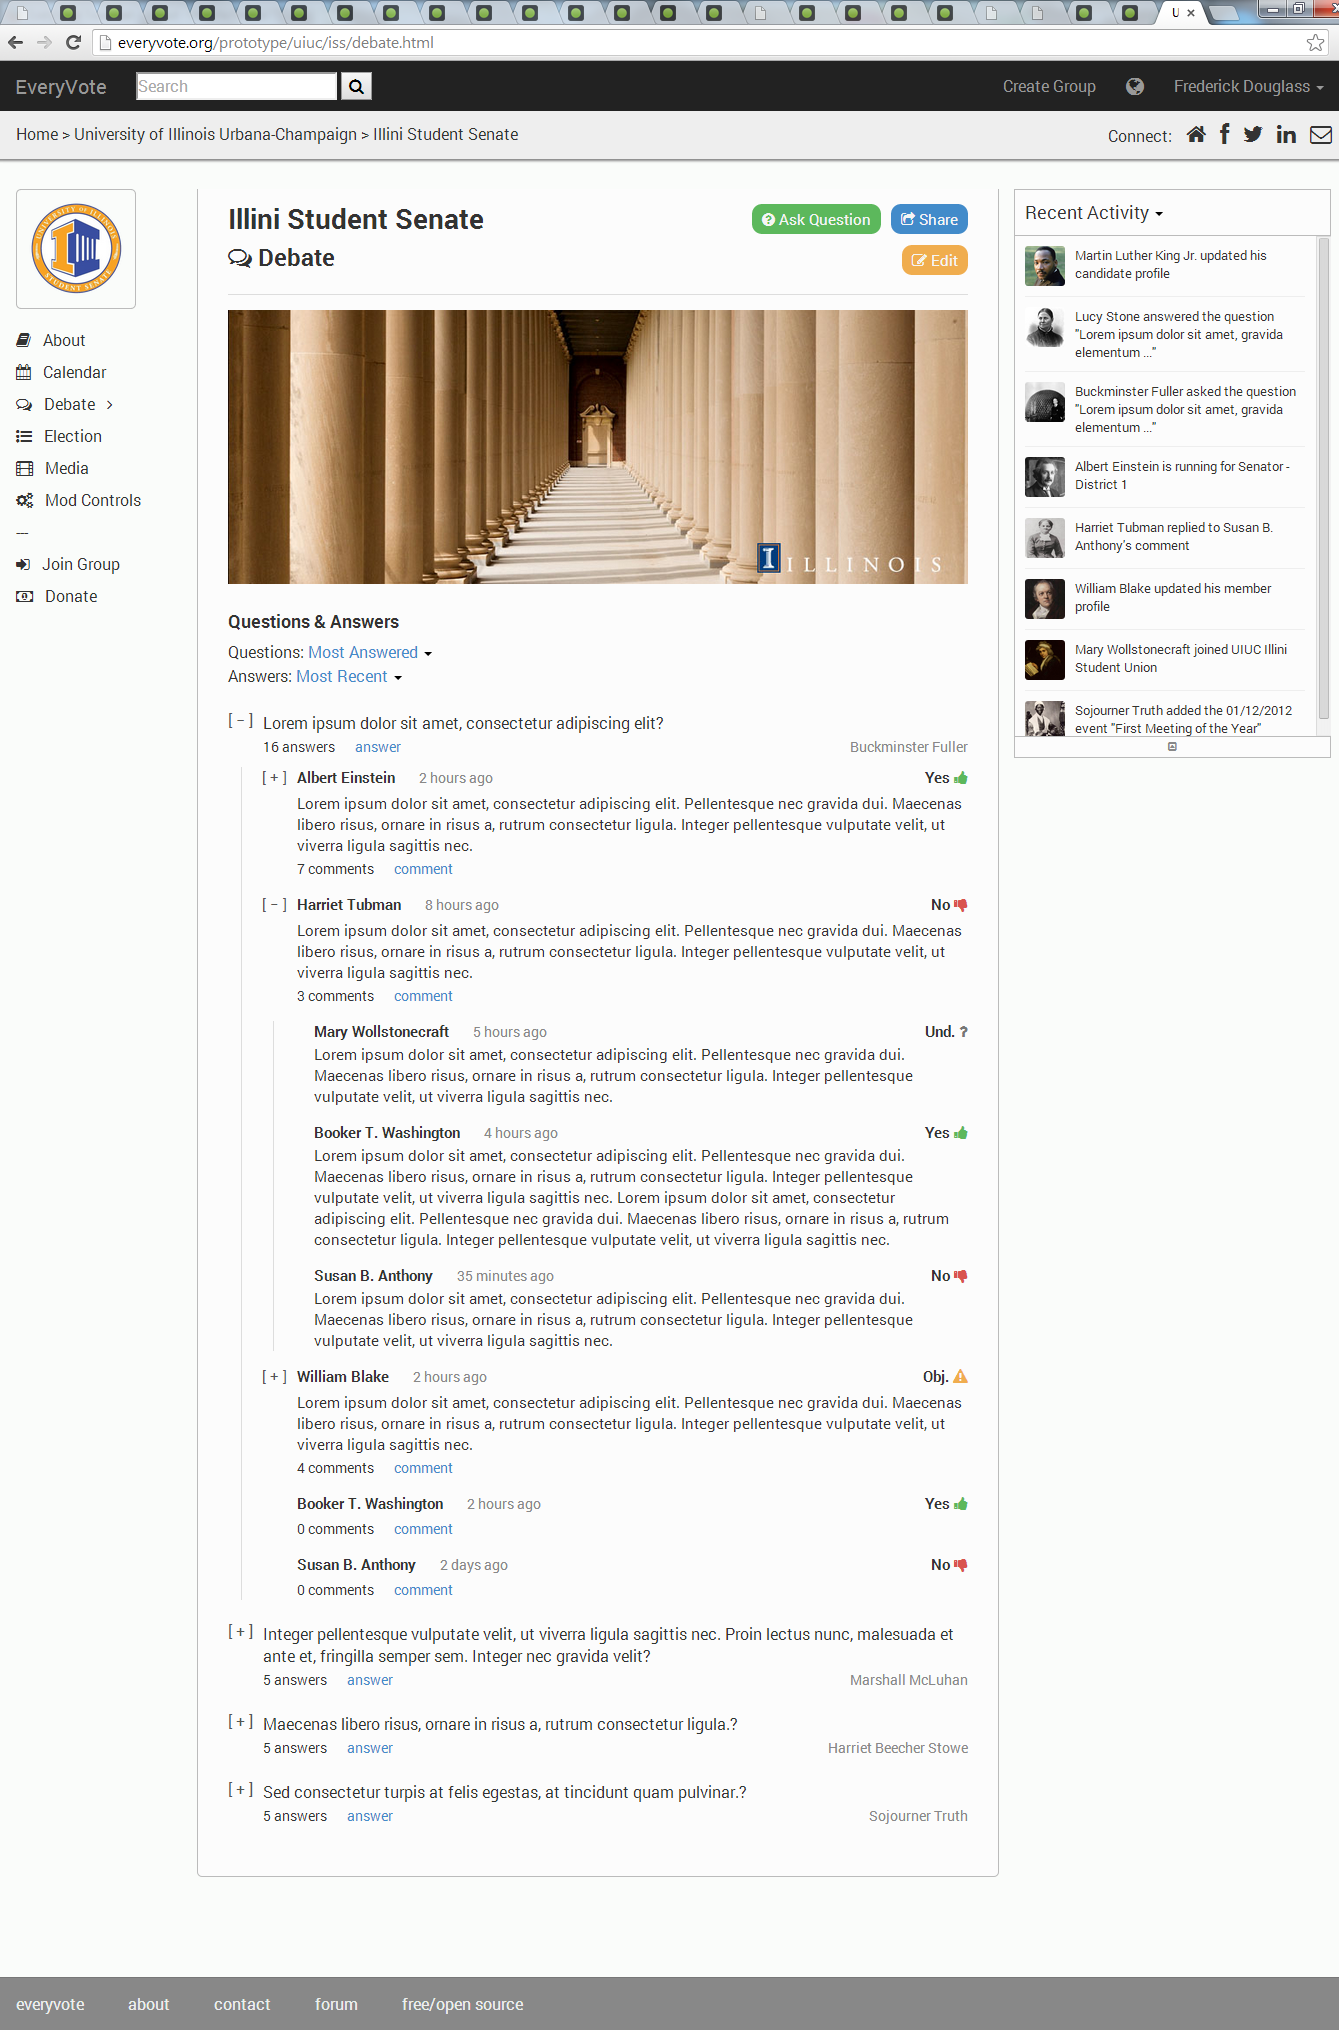 U
everyvote.org/prototype/uiuc/iss/debate.html
EveryVote
Search
Create Group
Frederick Douglass
Home > University of Illinois Urbana-Champaign > Illini Student Senate
Connect:
UNIVERSITY OF ILLINOIS
STUDENT SENATE
About
Calendar
Debate
Election
Media
Mod Controls
---
Join Group
Donate
Illini Student Senate
Ask Question
Share
Debate
Edit
I ILLINOIS
Questions & Answers
Questions: Most Answered
Answers: Most Recent
[ - ] Lorem ipsum dolor sit amet, consectetur adipiscing elit?
16 answers answer Buckminster Fuller
[ + ] Albert Einstein 2 hours ago Yes
Lorem ipsum dolor sit amet, consectetur adipiscing elit. Pellentesque nec gravida dui. Maecenas
libero risus, ornare in risus a, rutrum consectetur ligula. Integer pellentesque vulputate velit, ut
viverra ligula sagittis nec.
7 comments comment
[ - ] Harriet Tubman 8 hours ago No
Lorem ipsum dolor sit amet, consectetur adipiscing elit. Pellentesque nec gravida dui. Maecenas
libero risus, ornare in risus a, rutrum consectetur ligula. Integer pellentesque vulputate velit, ut
viverra ligula sagittis nec.
3 comments comment
Mary Wollstonecraft 5 hours ago Und. ?
Lorem ipsum dolor sit amet, consectetur adipiscing elit. Pellentesque nec gravida dui.
Maecenas libero risus, ornare in risus a, rutrum consectetur ligula. Integer pellentesque
vulputate velit, ut viverra ligula sagittis nec.
Booker T. Washington 4 hours ago Yes
Lorem ipsum dolor sit amet, consectetur adipiscing elit. Pellentesque nec gravida dui.
Maecenas libero risus, ornare in risus a, rutrum consectetur ligula. Integer pellentesque
vulputate velit, ut viverra ligula sagittis nec. Lorem ipsum dolor sit amet, consectetur
adipiscing elit. Pellentesque nec gravida dui. Maecenas libero risus, ornare in risus a, rutrum
consectetur ligula. Integer pellentesque vulputate velit, ut viverra ligula sagittis nec.
Susan B. Anthony 35 minutes ago No
Lorem ipsum dolor sit amet, consectetur adipiscing elit. Pellentesque nec gravida dui.
Maecenas libero risus, ornare in risus a, rutrum consectetur ligula. Integer pellentesque
vulputate velit, ut viverra ligula sagittis nec.
[ + ] William Blake 2 hours ago Obj.
Lorem ipsum dolor sit amet, consectetur adipiscing elit. Pellentesque nec gravida dui. Maecenas
libero risus, ornare in risus a, rutrum consectetur ligula. Integer pellentesque vulputate velit, ut
viverra ligula sagittis nec.
4 comments comment
Booker T. Washington 2 hours ago Yes
0 comments comment
Susan B. Anthony 2 days ago No
0 comments comment
[ + ] Integer pellentesque vulputate velit, ut viverra ligula sagittis nec. Proin lectus nunc, malesuada et
ante et, fringilla semper sem. Integer nec gravida velit?
5 answers answer Marshall McLuhan
[ + ] Maecenas libero risus, ornare in risus a, rutrum consectetur ligula.?
5 answers answer Harriet Beecher Stowe
[ + ] Sed consectetur turpis at felis egestas, at tincidunt quam pulvinar.?
5 answers answer Sojourner Truth
Recent Activity
Martin Luther King Jr. updated his
candidate profile
Lucy Stone answered the question
"Lorem ipsum dolor sit amet, gravida
elementum ..."
Buckminster Fuller asked the question
"Lorem ipsum dolor sit amet, gravida
elementum ..."
Albert Einstein is running for Senator -
District 1
Harriet Tubman replied to Susan B.
Anthony's comment
William Blake updated his member
profile
Mary Wollstonecraft joined UIUC Illini
Student Union
Sojourner Truth added the 01/12/2012
event "First Meeting of the Year"
everyvote
about
contact
forum
free/open source